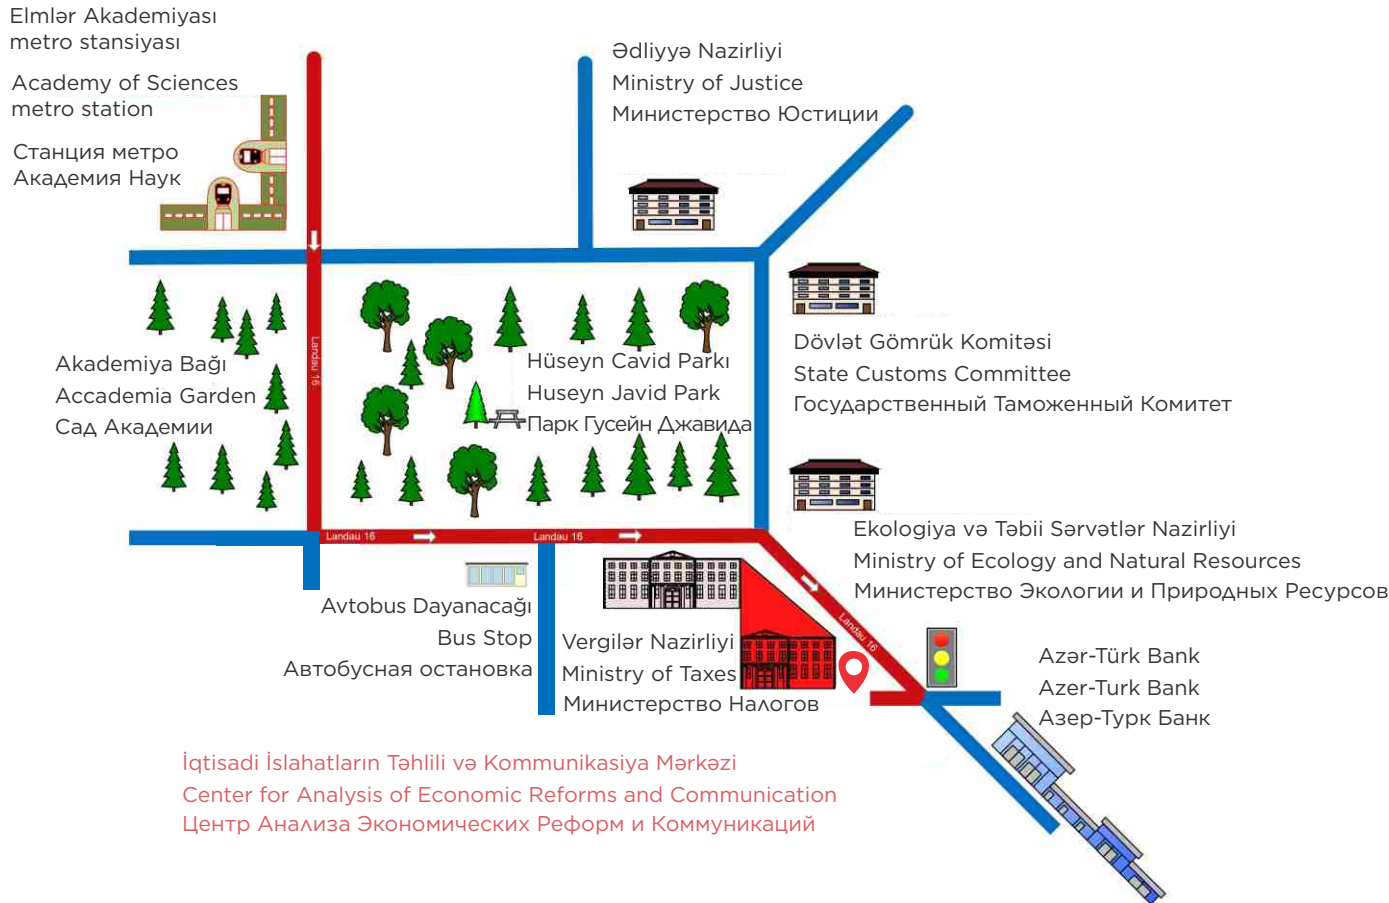 Elmlər Akademiyası
metro stansiyası
Academy of Sciences
metro station
Станция метро
Академия Наук
Ədliyyə Nazirliyi
Ministry of Justice
Министерство Юстиции
Landau 16
Akademiya Bağı
Accademia Garden
Сад Академии
Hüseyn Cavid Parkı
Huseyn Javid Park
Парк Гусейн Джавида
Dövlət Gömrük Komitəsi
State Customs Committee
Государственный Таможенный Комитет
Landau 16
Landau 16
Ekologiya və Təbii Sərvətlər Nazirliyi
Ministry of Ecology and Natural Resources
Министерство Экологии и Природных Ресурсов
Avtobus Dayanacağı
Bus Stop
Автобусная остановка
Vergilər Nazirliyi
Ministry of Taxes
Министерство Налогов
Landau 16
Azər-Türk Bank
Azer-Turk Bank
Азер-Турк Банк
İqtisadi İslahatların Təhlili və Kommunikasiya Mərkəzi
Center for Analysis of Economic Reforms and Communication
Центр Анализа Экономических Реформ и Коммуникаций